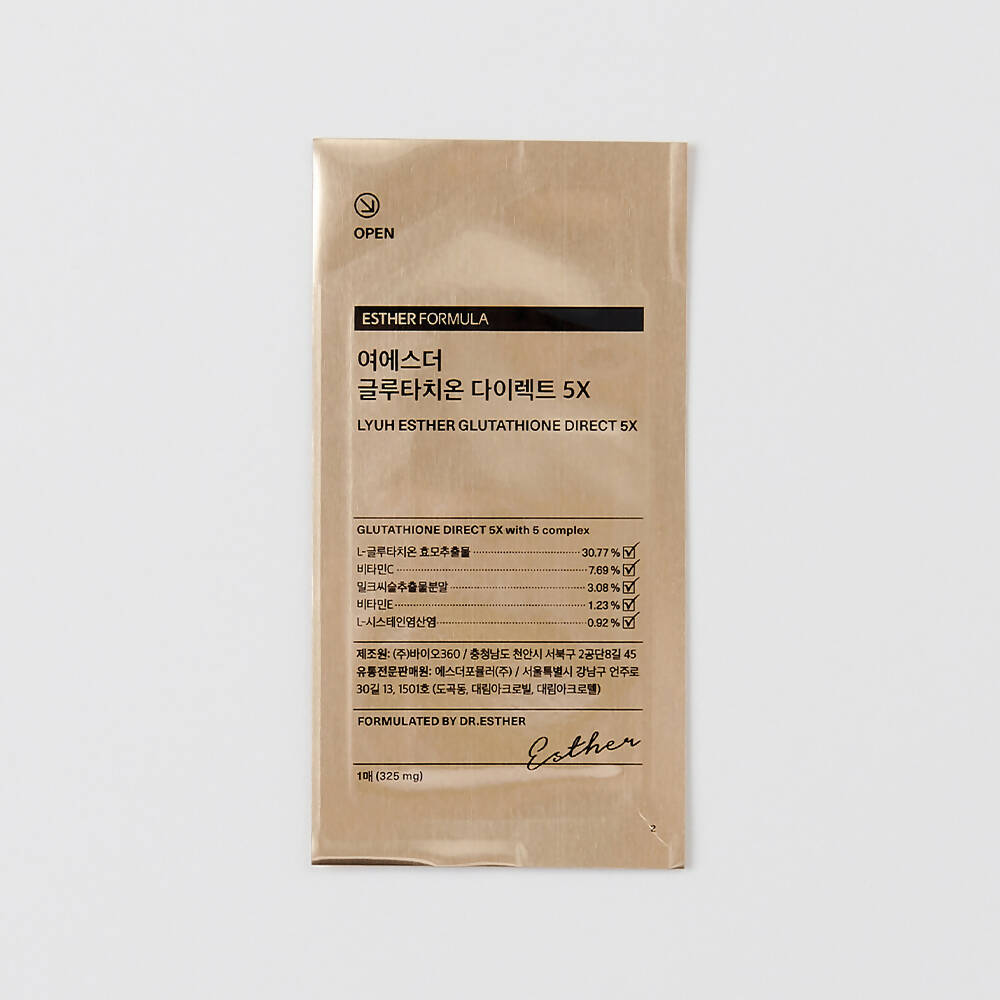 OPEN
ESTHER FORMULA
여에스더
글루타치온 다이렉트 5X
LYUH ESTHER GLUTATHIONE DIRECT 5X
GLUTATHIONE DIRECT 5X with 5 complex
L-글루타치온 효모추출물 30.77 %
비타민C 7.69 %
밀크씨슬추출물분말 3.08 %
비타민E 1.23 %
L-시스테인염산염 0.92 %
제조원: (주)바이오360 / 충청남도 천안시 서북구 2공단8길 45
유통전문판매원: 에스더포뮬러(주) / 서울특별시 강남구 언주로
30길 13, 1501호 (도곡동, 대림아크로빌, 대림아크로텔)
FORMULATED BY DR.ESTHER
Esther
1매 (325 mg)
2